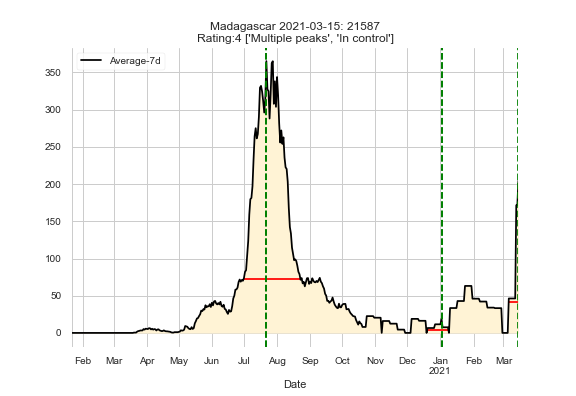 Madagascar 2021-03-15: 21587
Rating:4 ['Multiple peaks', 'In control']
Average-7d
350
300
250
200
150
100
50
0
Feb Mar Apr May Jun Jul Aug Sep Oct Nov Dec Jan Feb Mar
2021
Date